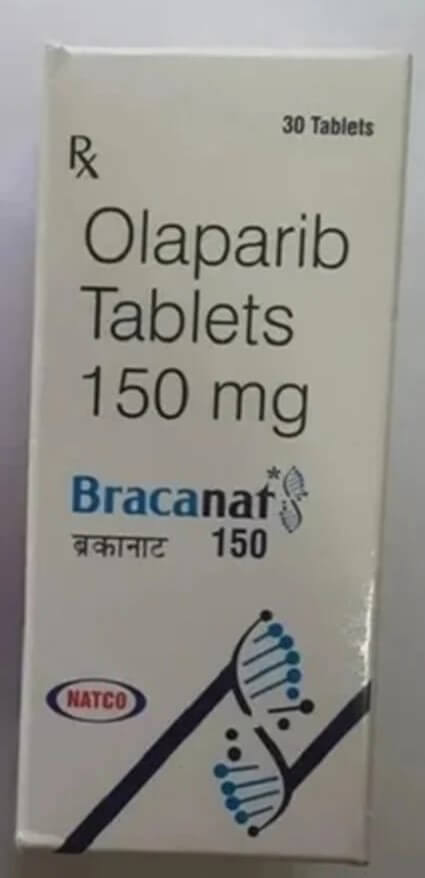 30 Tablets
Rx
Olaparib
Tablets
150 mg
Bracanat*
ब्रकानाट 150
NATCO